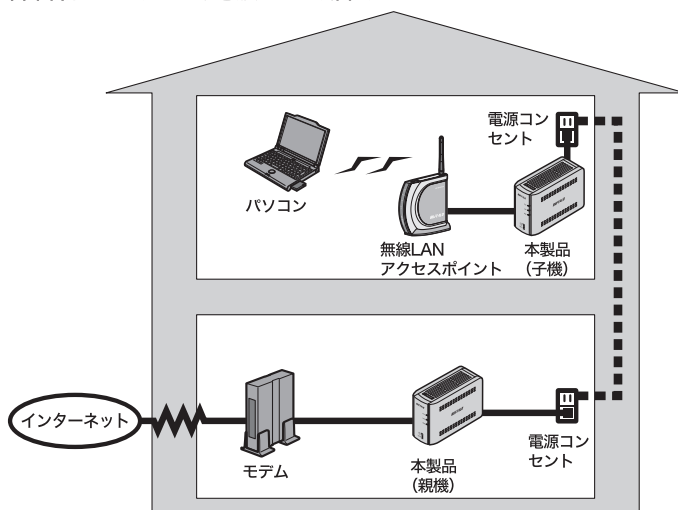 電源コン
セント
パソコン
無線LAN
アクセスポイント
本製品
(子機)
インターネット
モデム
本製品
(親機)
電源コン
セント